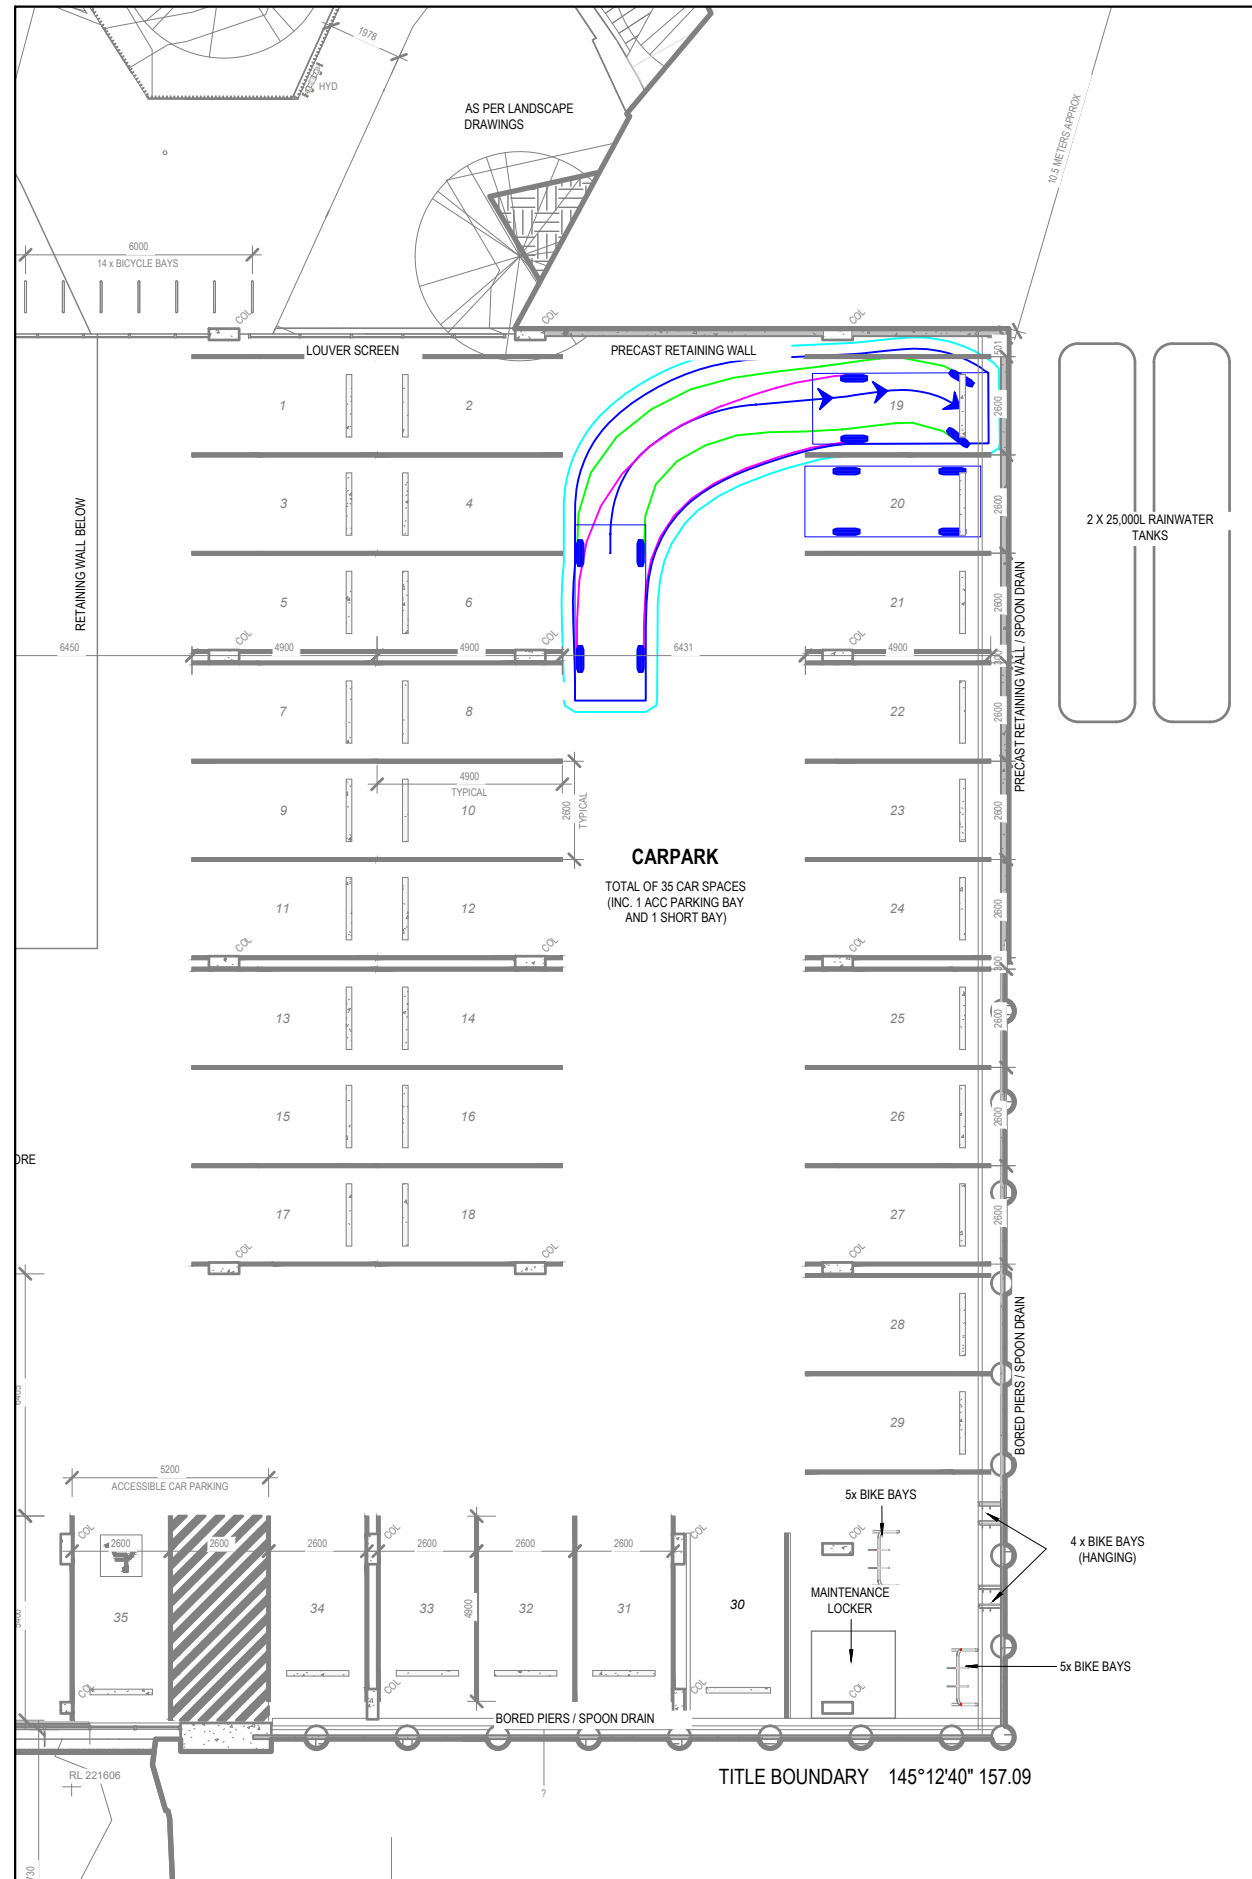 1978
HYD
AS PER LANDSCAPE
DRAWINGS
10.5 METERS APPROX
6000
14 x BICYCLE BAYS
COL
COL
COL
LOUVER SCREEN
PRECAST RETAINING WALL
501
1
2
19
2600
3
4
20
2600
RETAINING WALL BELOW
2 X 25,000L RAINWATER
TANKS
5
6
21
2600
PRECAST RETAINING WALL / SPOON DRAIN
COL
COL
COL
6450
4900
4900
6431
4900
300
7
8
22
2600
4900
TYPICAL
2600
TYPICAL
9
10
23
2600
CARPARK
TOTAL OF 35 CAR SPACES
(INC. 1 ACC PARKING BAY
AND 1 SHORT BAY)
11
12
24
2600
COL
COL
COL
300
13
14
25
2600
15
16
26
2600
17
18
27
2600
COL
COL
COL
28
BORED PIERS / SPOON DRAIN
29
5200
ACCESSIBLE CAR PARKING
5x BIKE BAYS
COL
COL
COL
COL
4 x BIKE BAYS
(HANGING)
2600
2600
2600
2600
2600
2600
MAINTENANCE
LOCKER
35
34
33
32
31
30
4900
5400
5x BIKE BAYS
COL
COL
COL
COL
BORED PIERS / SPOON DRAIN
RL 221606
TITLE BOUNDARY 145°12'40" 157.09
?